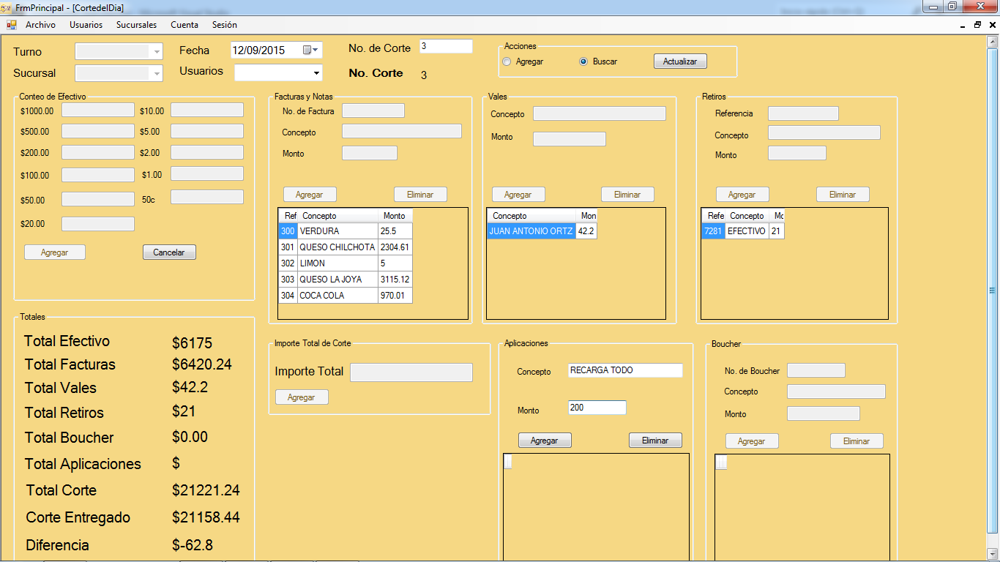 FrmPrincipal - [CortedelDia]
Archivo Usuarios Sucursales Cuenta Sesión
Turno
Sucursal
Fecha 12/09/2015
Usuarios
No. de Corte 3
No. Corte 3
Acciones
Agregar Buscar Actualizar
Conteo de Efectivo
$1000.00 $10.00
$500.00 $5.00
$200.00 $2.00
$100.00 $1.00
$50.00 50c
$20.00
Agregar Cancelar
Facturas y Notas
No. de Factura
Concepto
Monto
Agregar Eliminar
Ref Concepto Monto
300 VERDURA 25.5
301 QUESO CHILCHOTA 2304.61
302 LIMON 5
303 QUESO LA JOYA 3115.12
304 COCA COLA 970.01
Vales
Concepto
Monto
Agregar Eliminar
Concepto Mon
JUAN ANTONIO ORTZ 42.2
Retiros
Referencia
Concepto
Monto
Agregar Eliminar
Refe Concepto Mc
7281 EFECTIVO 21
Totales
Total Efectivo $6175
Total Facturas $6420.24
Total Vales $42.2
Total Retiros $21
Total Boucher $0.00
Total Aplicaciones $
Total Corte $21221.24
Corte Entregado $21158.44
Diferencia $-62.8
Importe Total de Corte
Importe Total
Agregar
Aplicaciones
Concepto RECARGA TODO
Monto 200
Agregar Eliminar
Boucher
No. de Boucher
Concepto
Monto
Agregar Eliminar